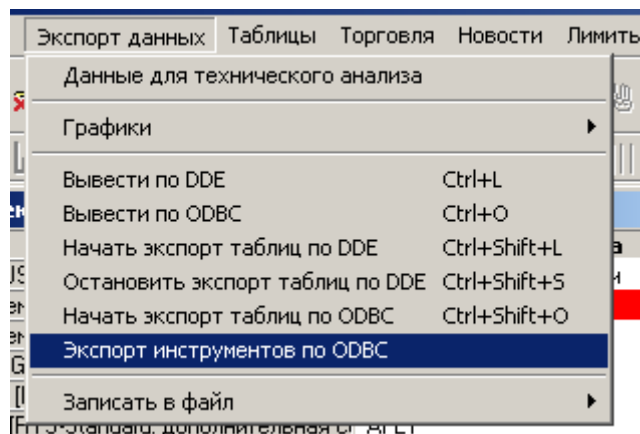 Экспорт данных Таблицы Торговля Новости Лимиты
Данные для технического анализа
Графики
Вывести по DDE Ctrl+L
Вывести по ODBC Ctrl+O
Начать экспорт таблиц по DDE Ctrl+Shift+L
Остановить экспорт таблиц по DDE Ctrl+Shift+S
Начать экспорт таблиц по ODBC Ctrl+Shift+O
Экспорт инструментов по ODBC
Записать в файл